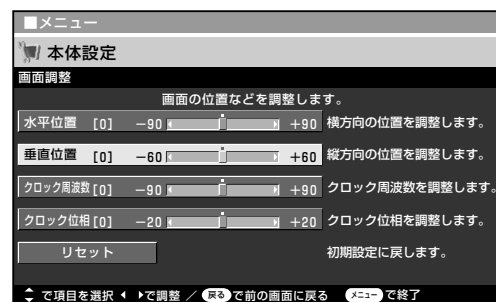 ■メニュー
本体設定
画面調整
画面の位置などを調整します。
水平位置 [0] －90 ＋90 横方向の位置を調整します。
垂直位置 [0] －60 ＋60 縦方向の位置を調整します。
クロック周波数 [0] －90 ＋90 クロック周波数を調整します。
クロック位相 [0] －20 ＋20 クロック位相を調整します。
リセット 初期設定に戻します。
で項目を選択 で調整 ／ 戻る で前の画面に戻る メニュー で終了